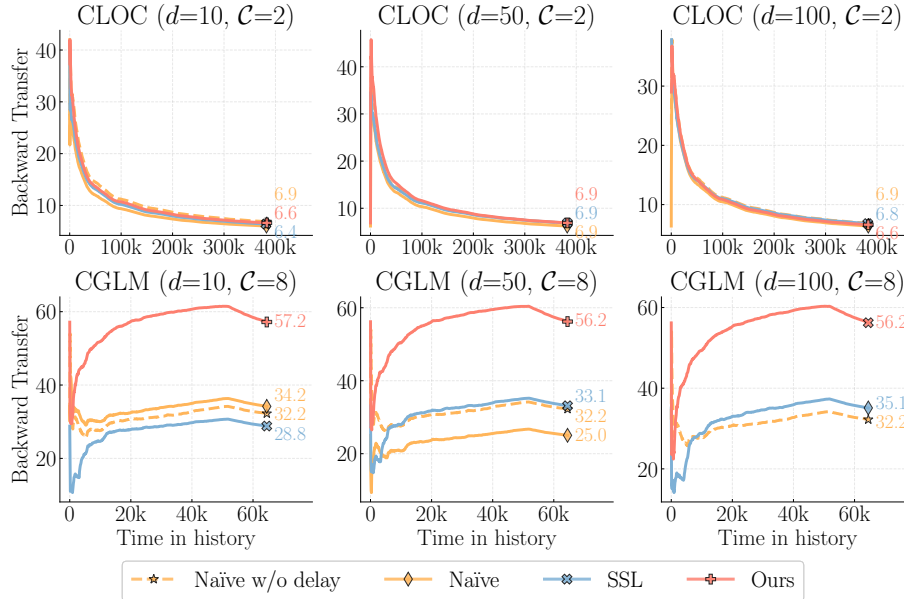 CLOC (d=10, C=2)
CLOC (d=50, C=2)
CLOC (d=100, C=2)
Backward Transfer
40
30
20
10
6.9
6.6
6.4
0
100k
200k
300k
400k
40
30
20
10
6.9
6.9
6.9
0
100k
200k
300k
400k
30
20
10
6.9
6.8
6.6
0
100k
200k
300k
400k
CGLM (d=10, C=8)
CGLM (d=50, C=8)
CGLM (d=100, C=8)
Backward Transfer
60
40
20
57.2
34.2
32.2
28.8
0
20k
40k
60k
Time in history
60
40
20
56.2
33.1
32.2
25.0
0
20k
40k
60k
Time in history
60
40
20
56.2
35.1
32.2
0
20k
40k
60k
Time in history
Naïve w/o delay
Naïve
SSL
Ours